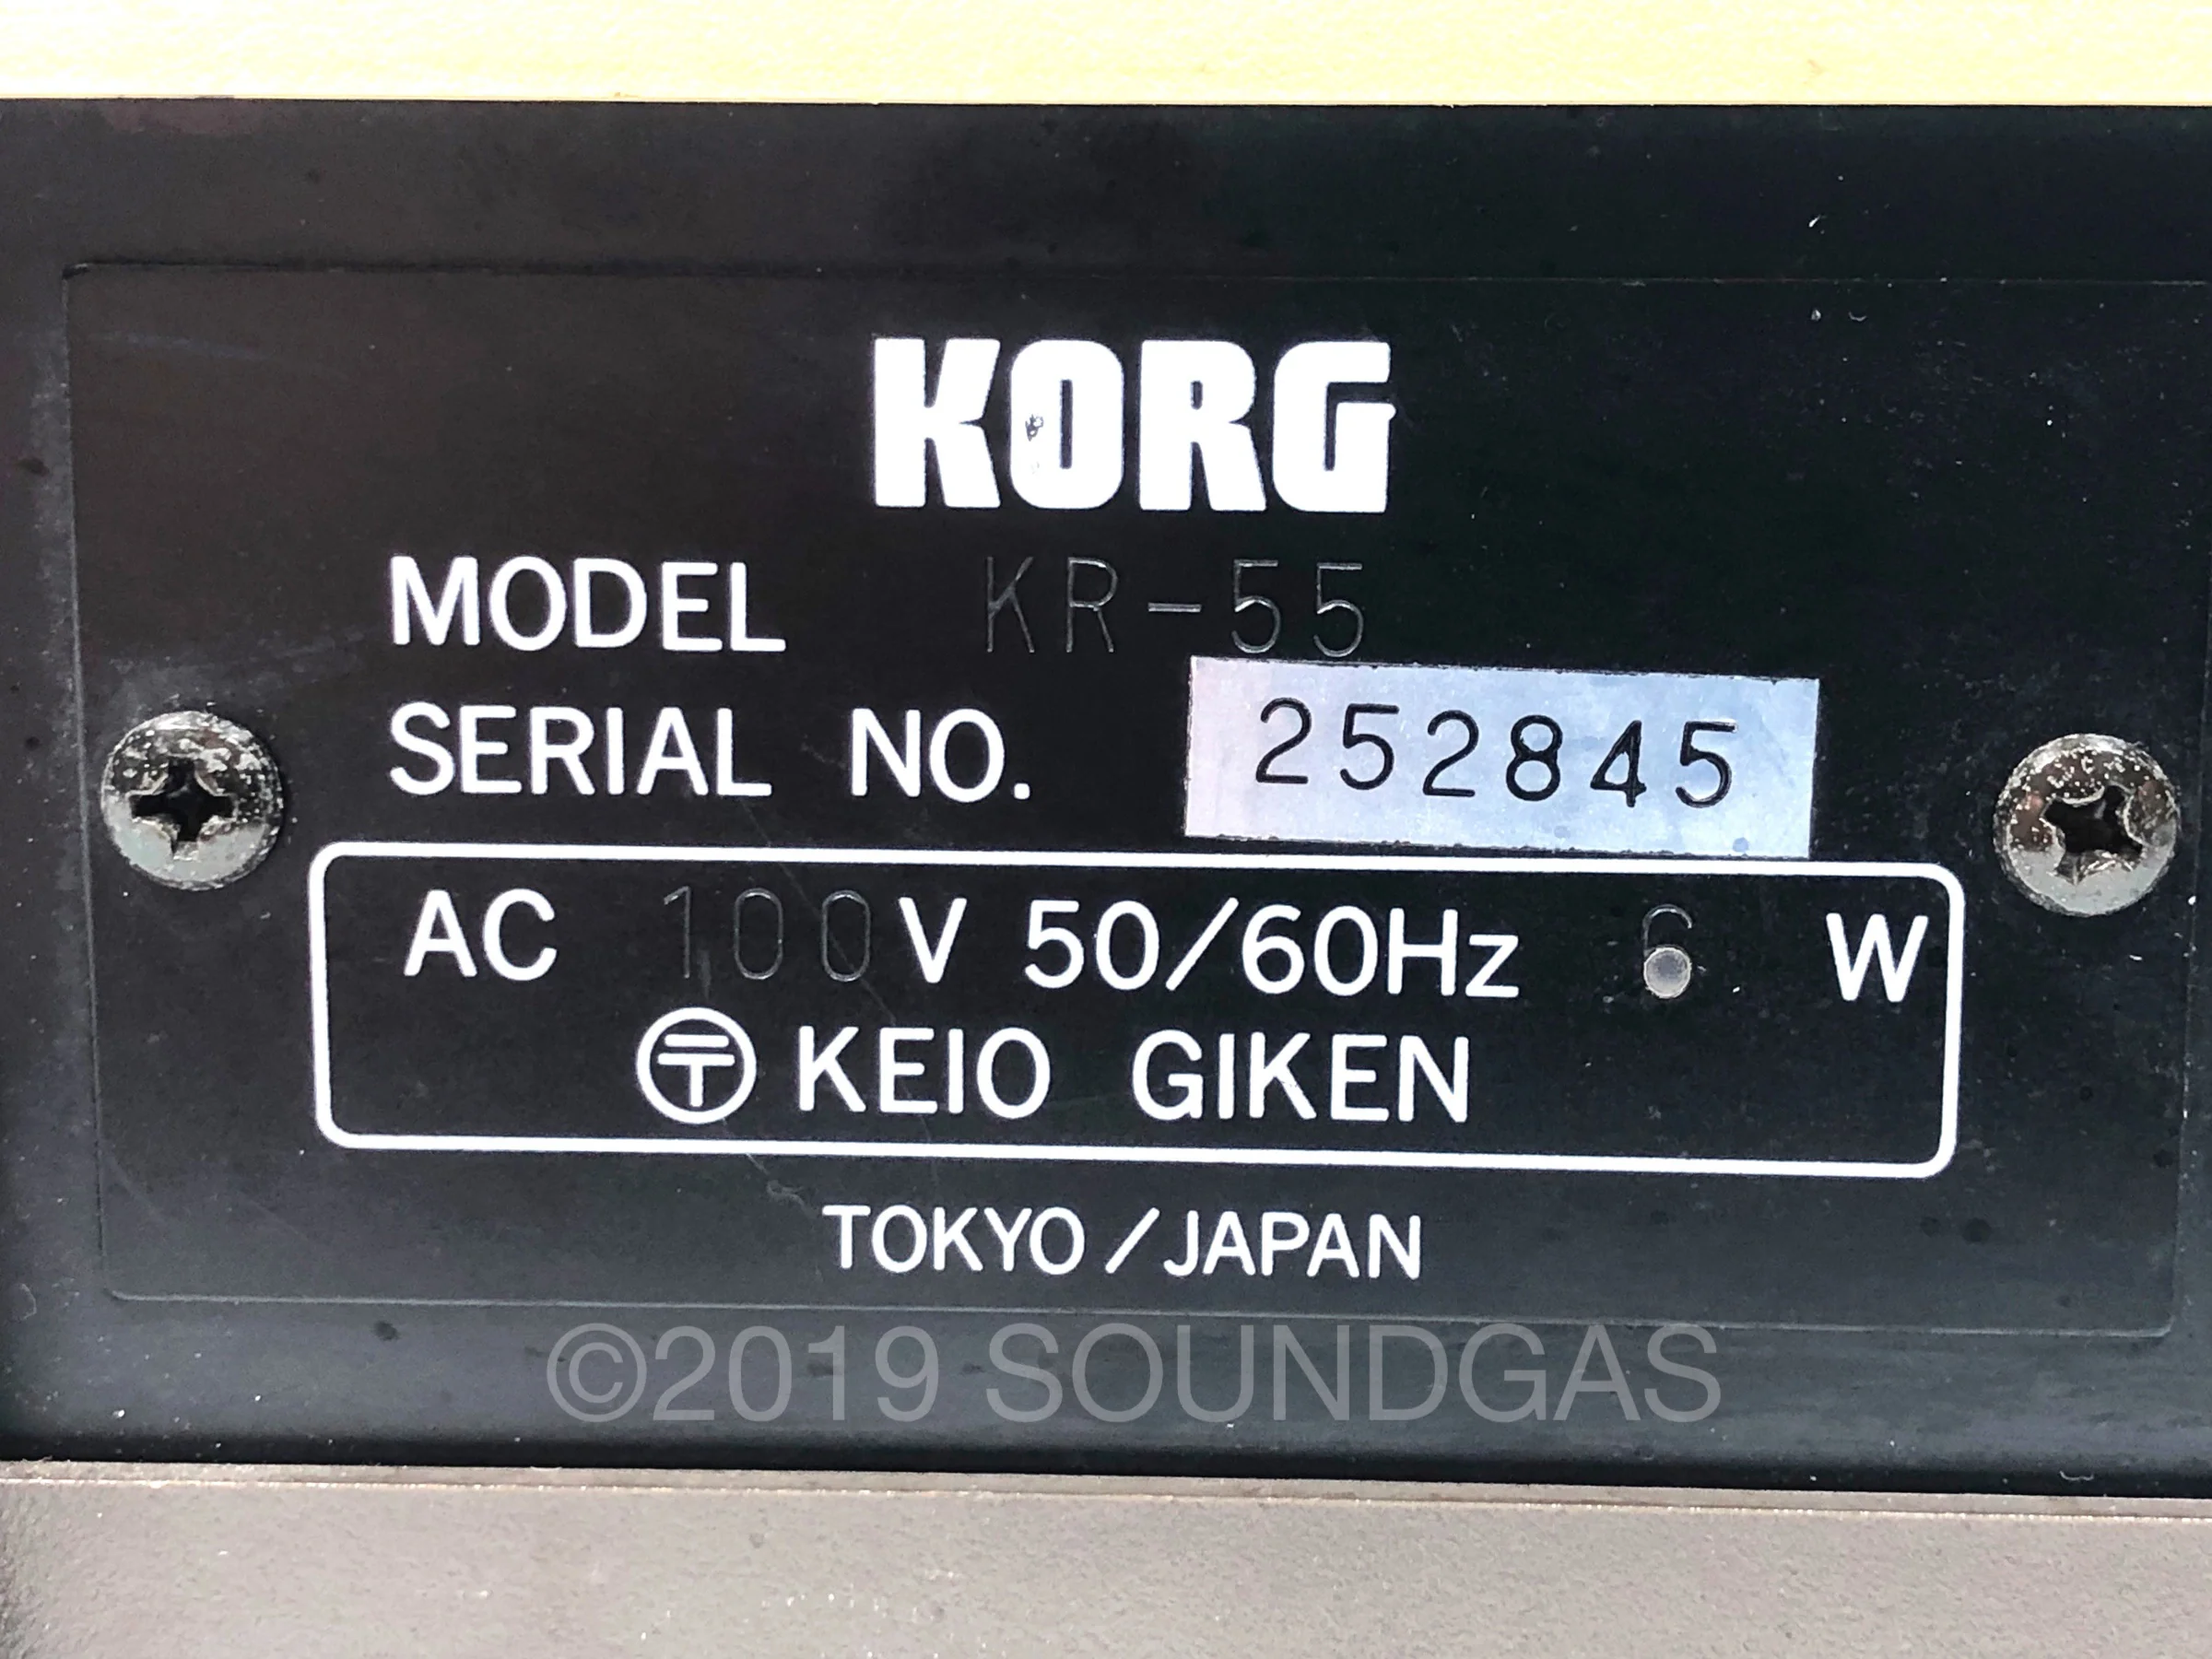 KORG
MODEL KR-55
SERIAL NO. 252845
AC 100V 50/60Hz 6 W
〶 KEIO GIKEN
TOKYO/JAPAN
©2019 SOUNDGAS